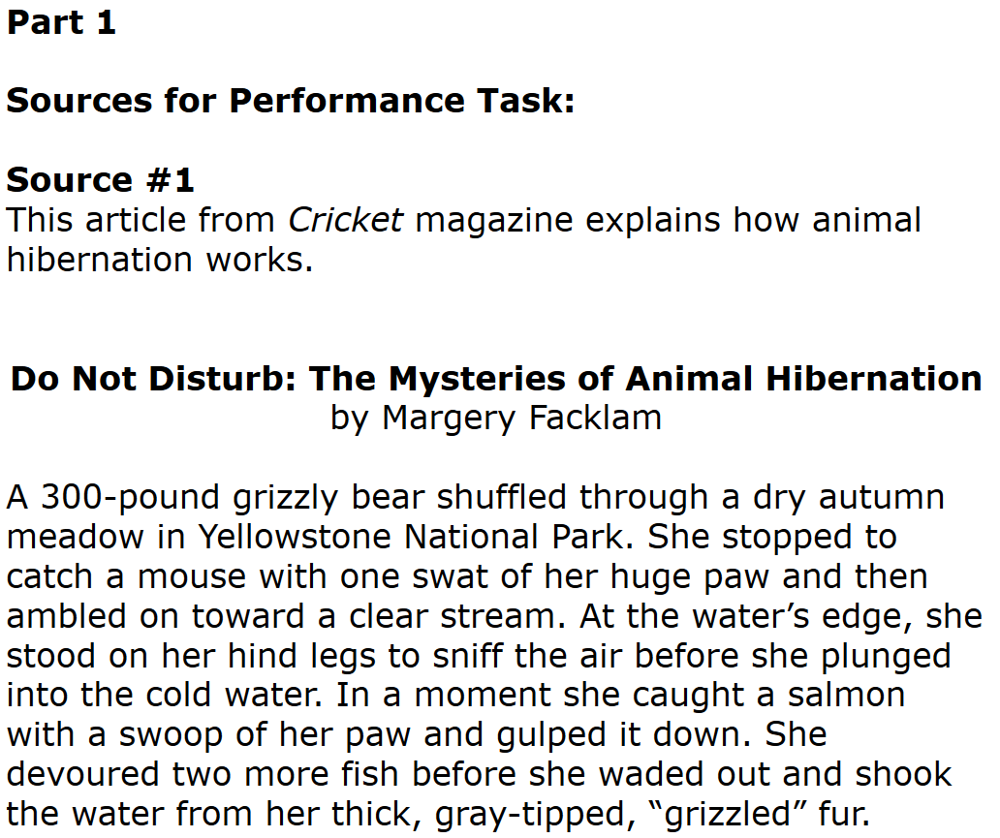 Part 1
Sources for Performance Task:
Source #1
This article from Cricket magazine explains how animal
hibernation works.
Do Not Disturb: The Mysteries of Animal Hibernation
by Margery Facklam
A 300-pound grizzly bear shuffled through a dry autumn
meadow in Yellowstone National Park. She stopped to
catch a mouse with one swat of her huge paw and then
ambled on toward a clear stream. At the water’s edge, she
stood on her hind legs to sniff the air before she plunged
into the cold water. In a moment she caught a salmon
with a swoop of her paw and gulped it down. She
devoured two more fish before she waded out and shook
the water from her thick, gray-tipped, “grizzled” fur.